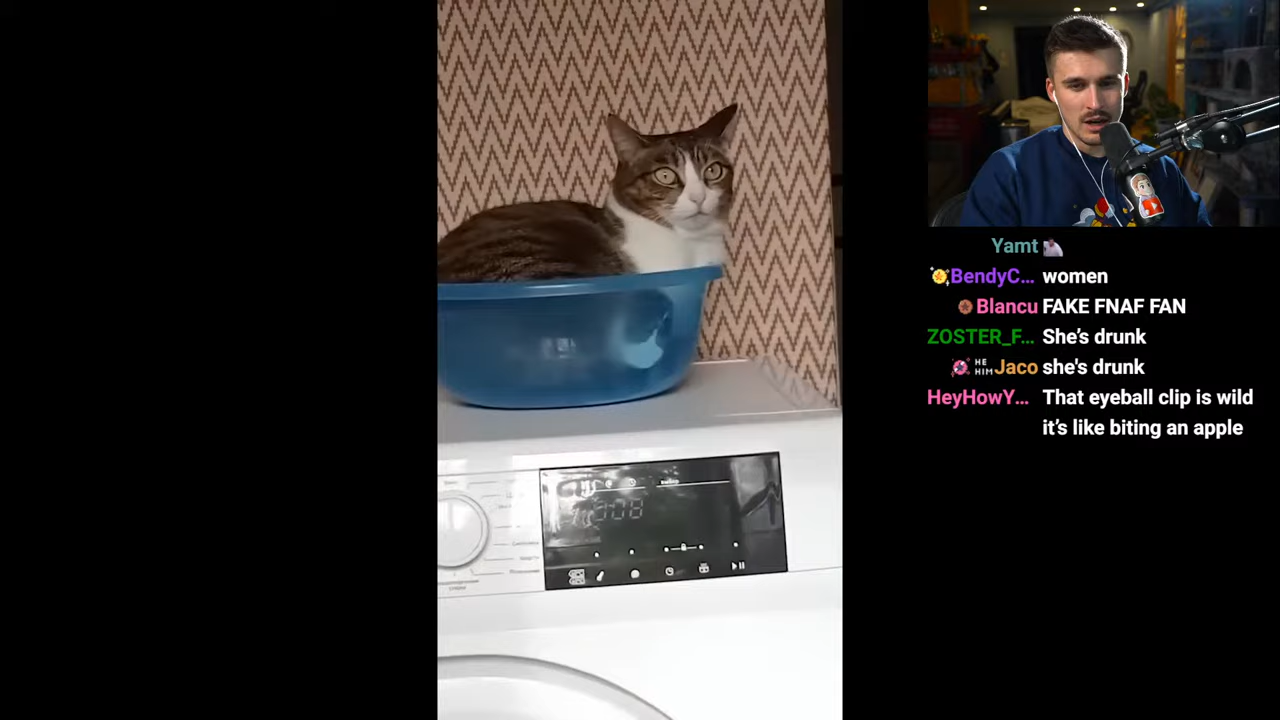 Yamt
BendyC... women
Blancu FAKE FNAF FAN
ZOSTER_F... She's drunk
HE
HIM Jaco she's drunk
HeyHowY... That eyeball clip is wild
it's like biting an apple